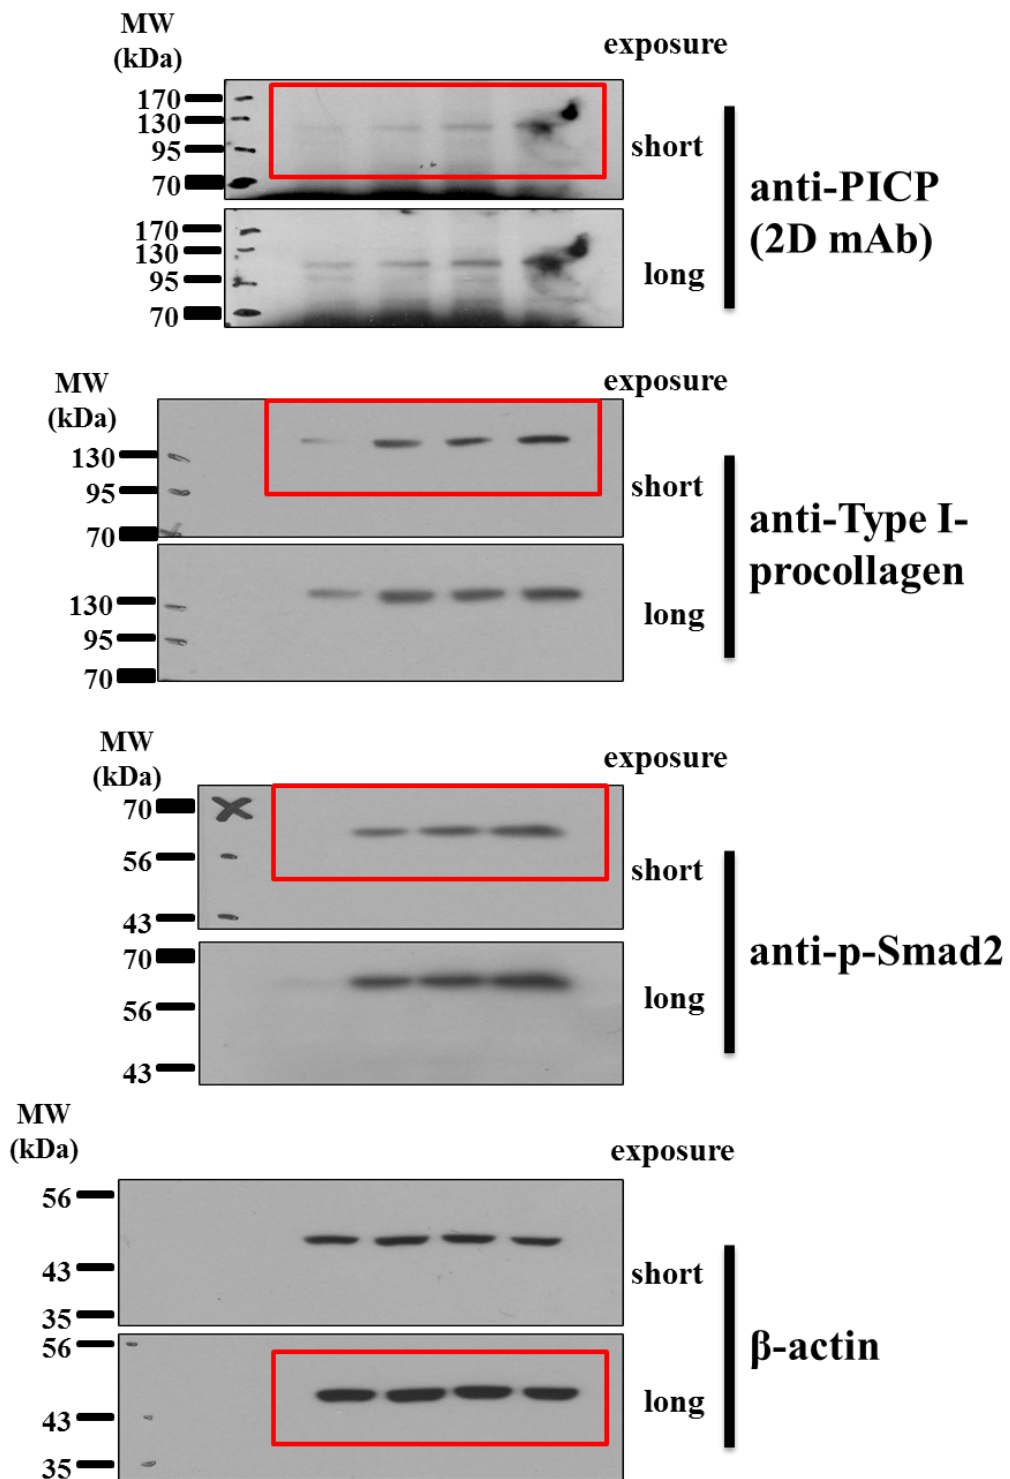 MW
(kDa)
exposure
170
130
95
70
short
170
130
95
70
long
anti-PICP
(2D mAb)
MW
(kDa)
exposure
130
95
70
short
130
95
70
long
anti-Type I-
procollagen
MW
(kDa)
exposure
70
56
43
short
70
56
43
long
anti-p-Smad2
MW
(kDa)
exposure
56
43
35
short
56
43
35
long
β-actin